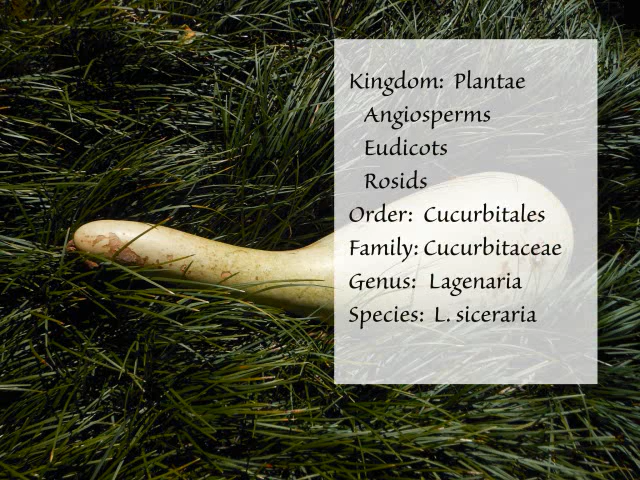 Kingdom: Plantae
Angiosperms
Eudicots
Rosids
Order: Cucurbitales
Family: Cucurbitaceae
Genus: Lagenaria
Species: L. siceraria